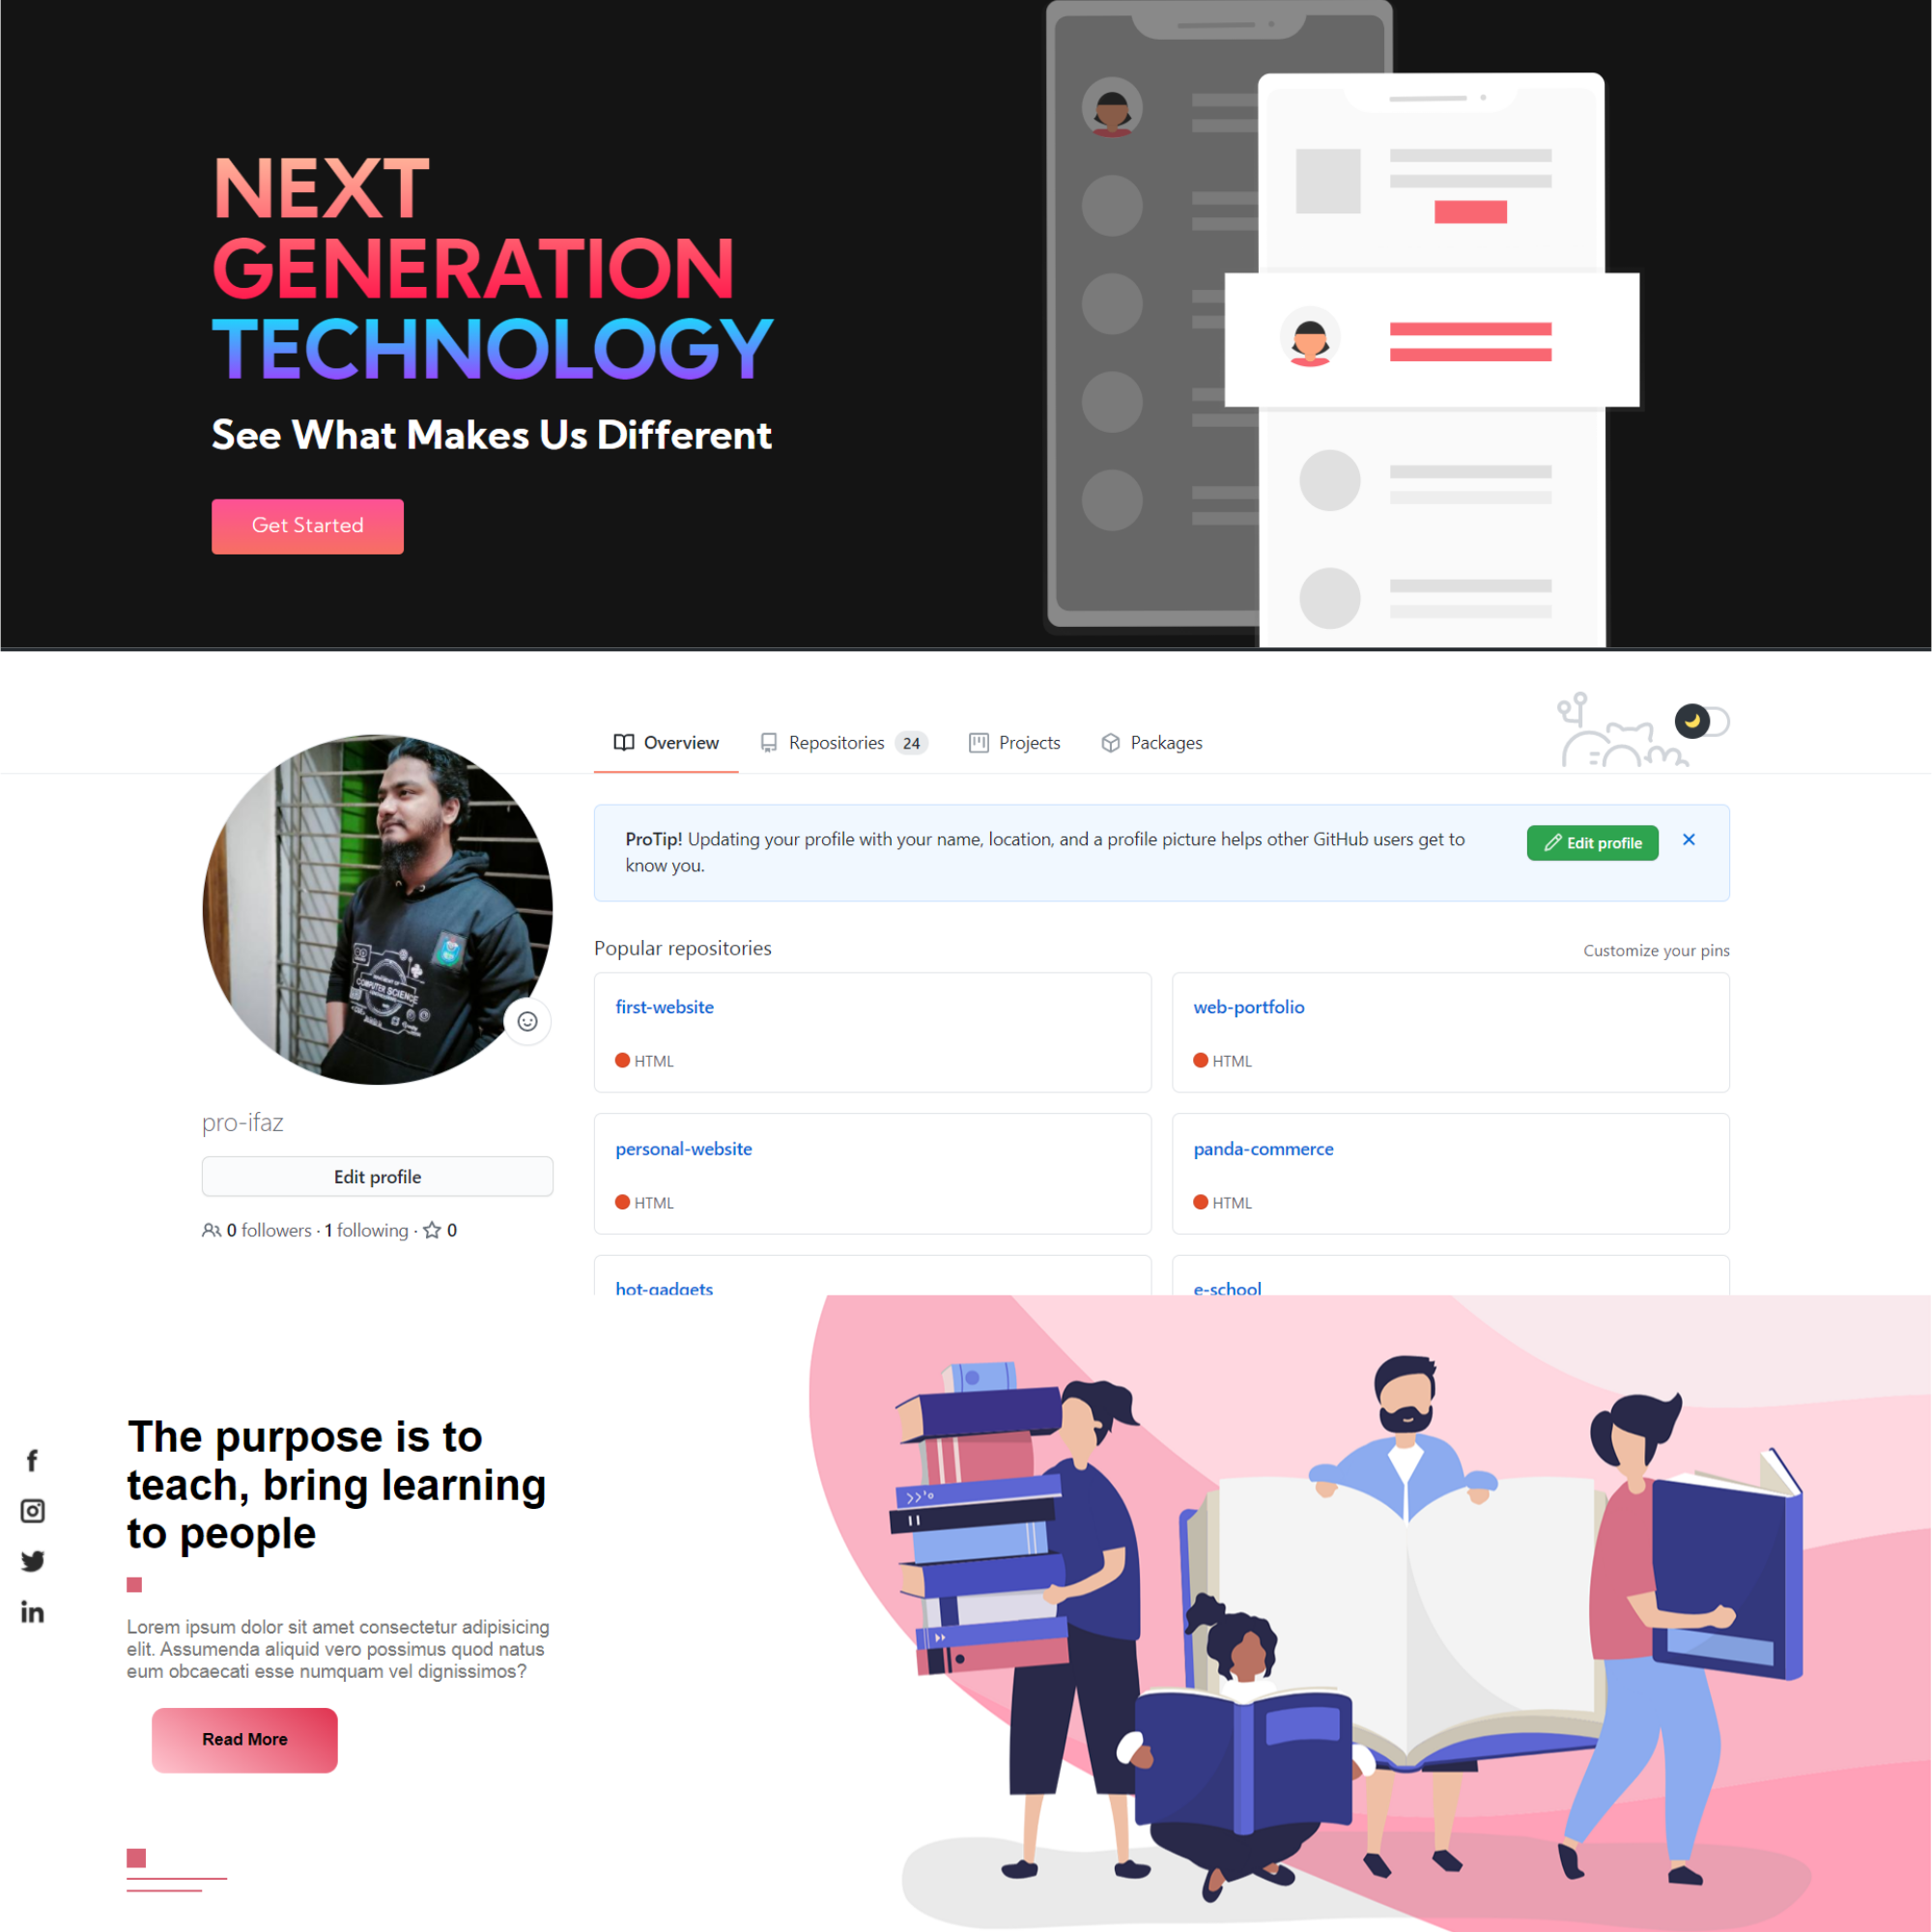 NEXT
GENERATION
TECHNOLOGY
See What Makes Us Different
Get Started
Overview
Repositories 24
Projects
Packages
ProTip! Updating your profile with your name, location, and a profile picture helps other GitHub users get to
know you.
Edit profile
Popular repositories
Customize your pins
first-website
HTML
web-portfolio
HTML
COMPUTER SCIENCE
pro-ifaz
Edit profile
0 followers · 1 following · 0
personal-website
HTML
panda-commerce
HTML
hot-gadgets
e-school
The purpose is to
teach, bring learning
to people
Lorem ipsum dolor sit amet consectetur adipisicing
elit. Assumenda aliquid vero possimus quod natus
eum obcaecati esse numquam vel dignissimos?
Read More